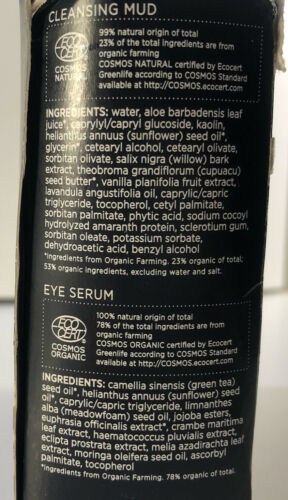 CLEANSING MUD
ECO
CERT
COSMOS
NATURAL
99% natural origin of total
23% of the total ingredients are from
organic farming
COSMOS NATURAL certified by Ecocert
Greenlife according to COSMOS Standard
available at http://COSMOS.ecocert.com
INGREDIENTS: water, aloe barbadensis leaf
juice*, caprylyl/capryl glucoside, kaolin,
helianthus annuus (sunflower) seed oil*,
glycerin*, cetearyl alcohol, cetearyl olivate,
sorbitan olivate, salix nigra (willow) bark
extract, theobroma grandiflorum (cupuacu)
seed butter*, vanilla planifolia fruit extract,
lavandula angustifolia oil, caprylic/capric
triglyceride, tocopherol, cetyl palmitate,
sorbitan palmitate, phytic acid, sodium cocoyl
hydrolyzed amaranth protein, sclerotium gum,
sorbitan oleate, potassium sorbate,
dehydroacetic acid, benzyl alcohol
*Ingredients from Organic Farming. 23% organic of total;
53% organic ingredients, excluding water and salt.
EYE SERUM
ECO
CERT
COSMOS
ORGANIC
100% natural origin of total
78% of the total ingredients are from
organic farming
COSMOS ORGANIC certified by Ecocert
Greenlife according to COSMOS Standard
available at http://COSMOS.ecocert.com
INGREDIENTS: camellia sinensis (green tea)
seed oil*, helianthus annuus (sunflower) seed
oil*, caprylic/capric triglyceride, limnanthes
alba (meadowfoam) seed oil, jojoba esters,
euphrasia officinalis extract*, crambe maritima
leaf extract, haematococcus pluvialis extract,
eclipta prostrata extract, melia azadirachta leaf
extract, moringa oleifera seed oil, ascorbyl
palmitate, tocopherol
*Ingredients from Organic Farming. 78% organic of total.